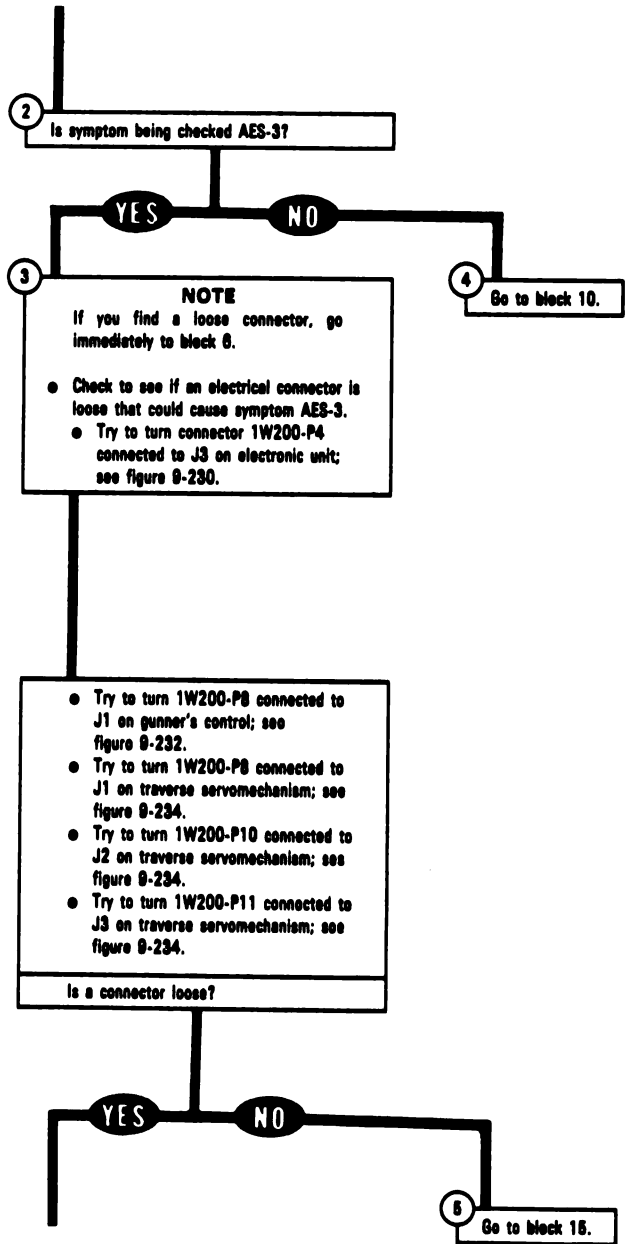 2
Is symptom being checked AES-3?
YES
NO
3
NOTE
If you find a loose connector, go
immediately to block 6.
● Check to see if an electrical connector is
loose that could cause symptom AES-3.
● Try to turn connector 1W200-P4
connected to J3 on electronic unit;
see figure 9-230.
4
Go to block 10.
● Try to turn 1W200-P8 connected to
J1 on gunner's control; see
figure 9-232.
● Try to turn 1W200-P8 connected to
J1 on traverse servomechanism; see
figure 9-234.
● Try to turn 1W200-P10 connected to
J2 on traverse servomechanism; see
figure 9-234.
● Try to turn 1W200-P11 connected to
J3 on traverse servomechanism; see
figure 9-234.
Is a connector loose?
YES
NO
5
Go to block 15.